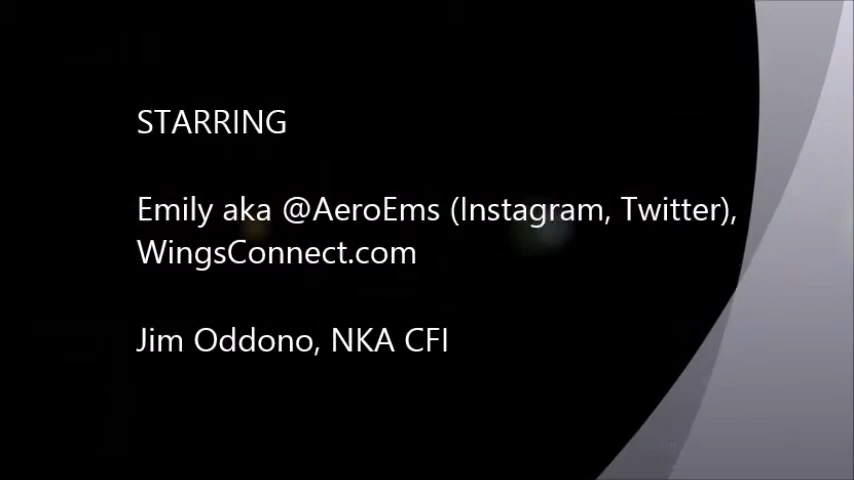 STARRING
Emily aka @AeroEms (Instagram, Twitter),
WingsConnect.com
Jim Oddono, NKA CFI